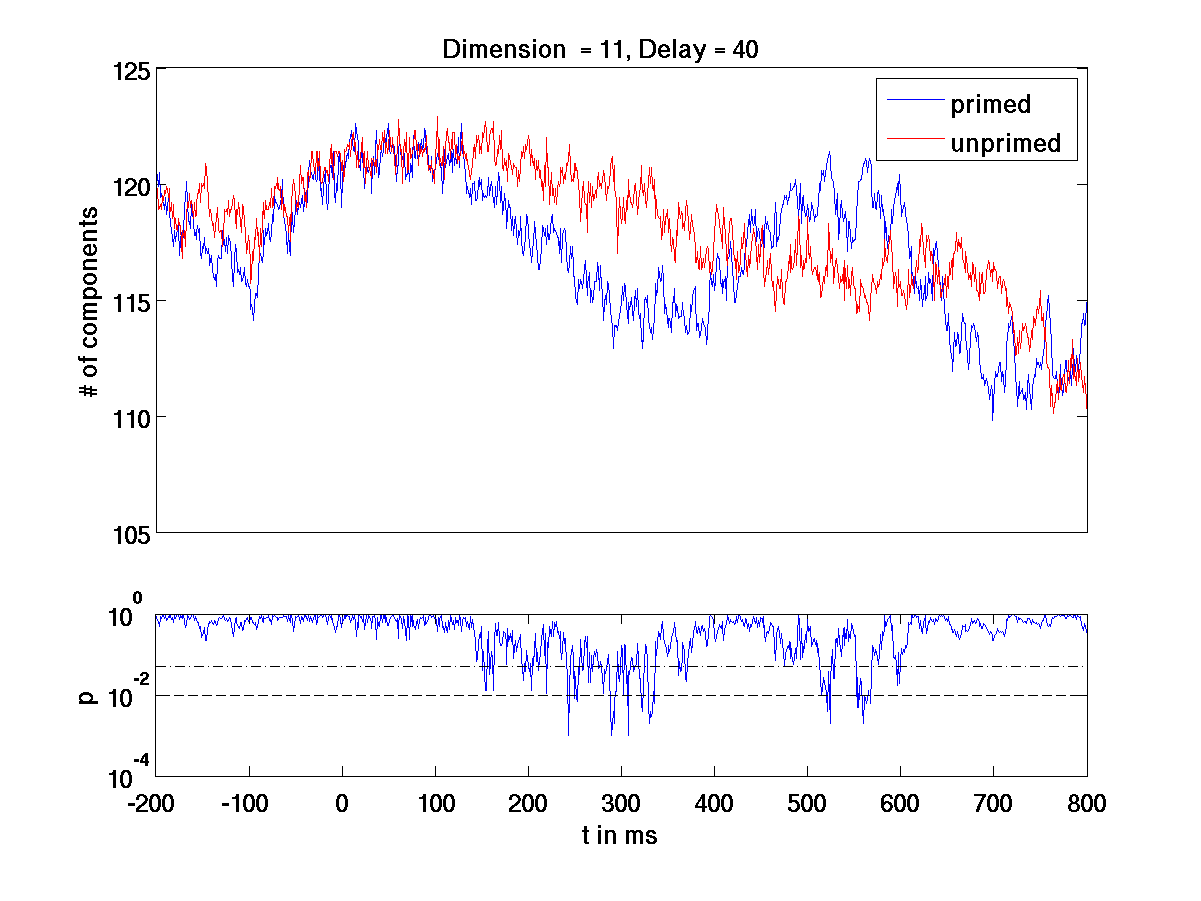 Dimension = 11, Delay = 40
125
primed
unprimed
120
115
110
105
# of components
10^0
10^-2
10^-4
p
-200 -100 0 100 200 300 400 500 600 700 800
t in ms